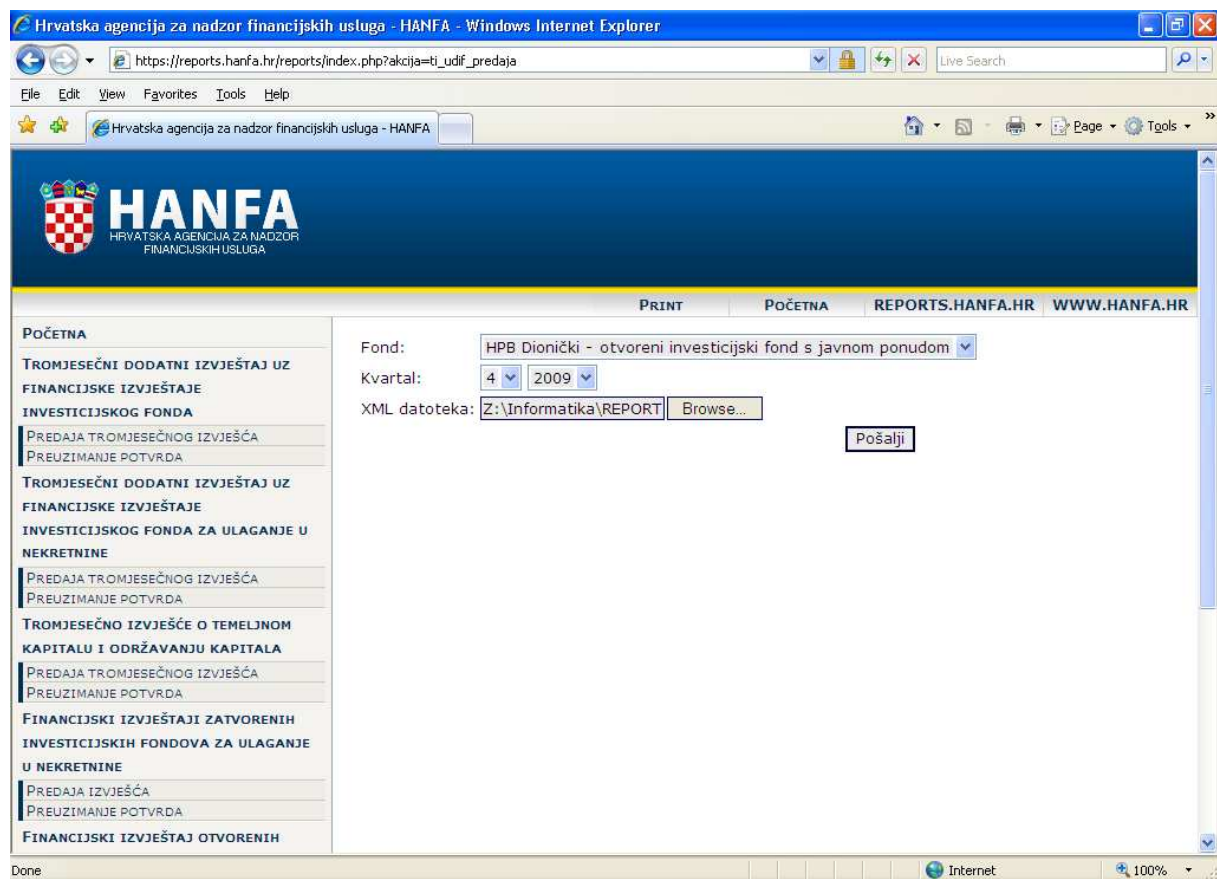 Hrvatska agencija za nadzor financijskih usluga - HANFA - Windows Internet Explorer
https://reports.hanfa.hr/reports/index.php?akcija=ti_udif_predaja
Live Search
File Edit View Favorites Tools Help
Hrvatska agencija za nadzor financijskih usluga - HANFA
Page Tools
HANFA
HRVATSKA AGENCIJA ZA NADZOR
FINANCIJSKIH USLUGA
PRINT POČETNA REPORTS.HANFA.HR WWW.HANFA.HR
POČETNA
TROMJESEČNI DODATNI IZVJEŠTAJ UZ
FINANCIJSKE IZVJEŠTAJE
INVESTICIJSKOG FONDA
PREDAJA TROMJESEČNOG IZVJEŠĆA
PREUZIMANJE POTVRDA
TROMJESEČNI DODATNI IZVJEŠTAJ UZ
FINANCIJSKE IZVJEŠTAJE
INVESTICIJSKOG FONDA ZA ULAGANJE U
NEKRETNINE
PREDAJA TROMJESEČNOG IZVJEŠĆA
PREUZIMANJE POTVRDA
TROMJESEČNO IZVJEŠĆE O TEMELJNOM
KAPITALU I ODRŽAVANJU KAPITALA
PREDAJA TROMJESEČNOG IZVJEŠĆA
PREUZIMANJE POTVRDA
FINANCIJSKI IZVJEŠTAJI ZATVORENIH
INVESTICIJSKIH FONDOVA ZA ULAGANJE
U NEKRETNINE
PREDAJA IZVJEŠĆA
PREUZIMANJE POTVRDA
FINANCIJSKI IZVJEŠTAJ OTVORENIH
Fond: HPB Dionički - otvoreni investicijski fond s javnom ponudom
Kvartal: 4 2009
XML datoteka: Z:\Informatika\REPORT Browse...
Pošalji
Done Internet 100%